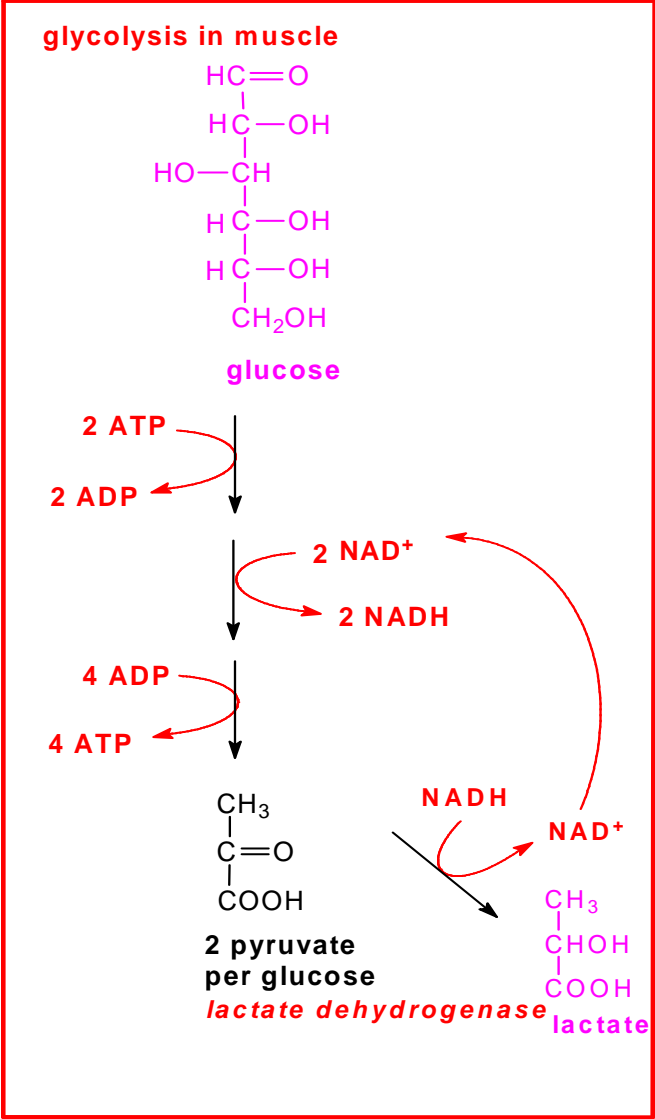 glycolysis in muscle
HC=O
HC—OH
HO—CH
HC—OH
HC—OH
CH₂OH
glucose
2 ATP
2 ADP
2 NAD⁺
2 NADH
4 ADP
4 ATP
NADH
NAD⁺
CH₃
C=O
COOH
2 pyruvate
per glucose
lactate dehydrogenase
CH₃
CHOH
COOH
lactate